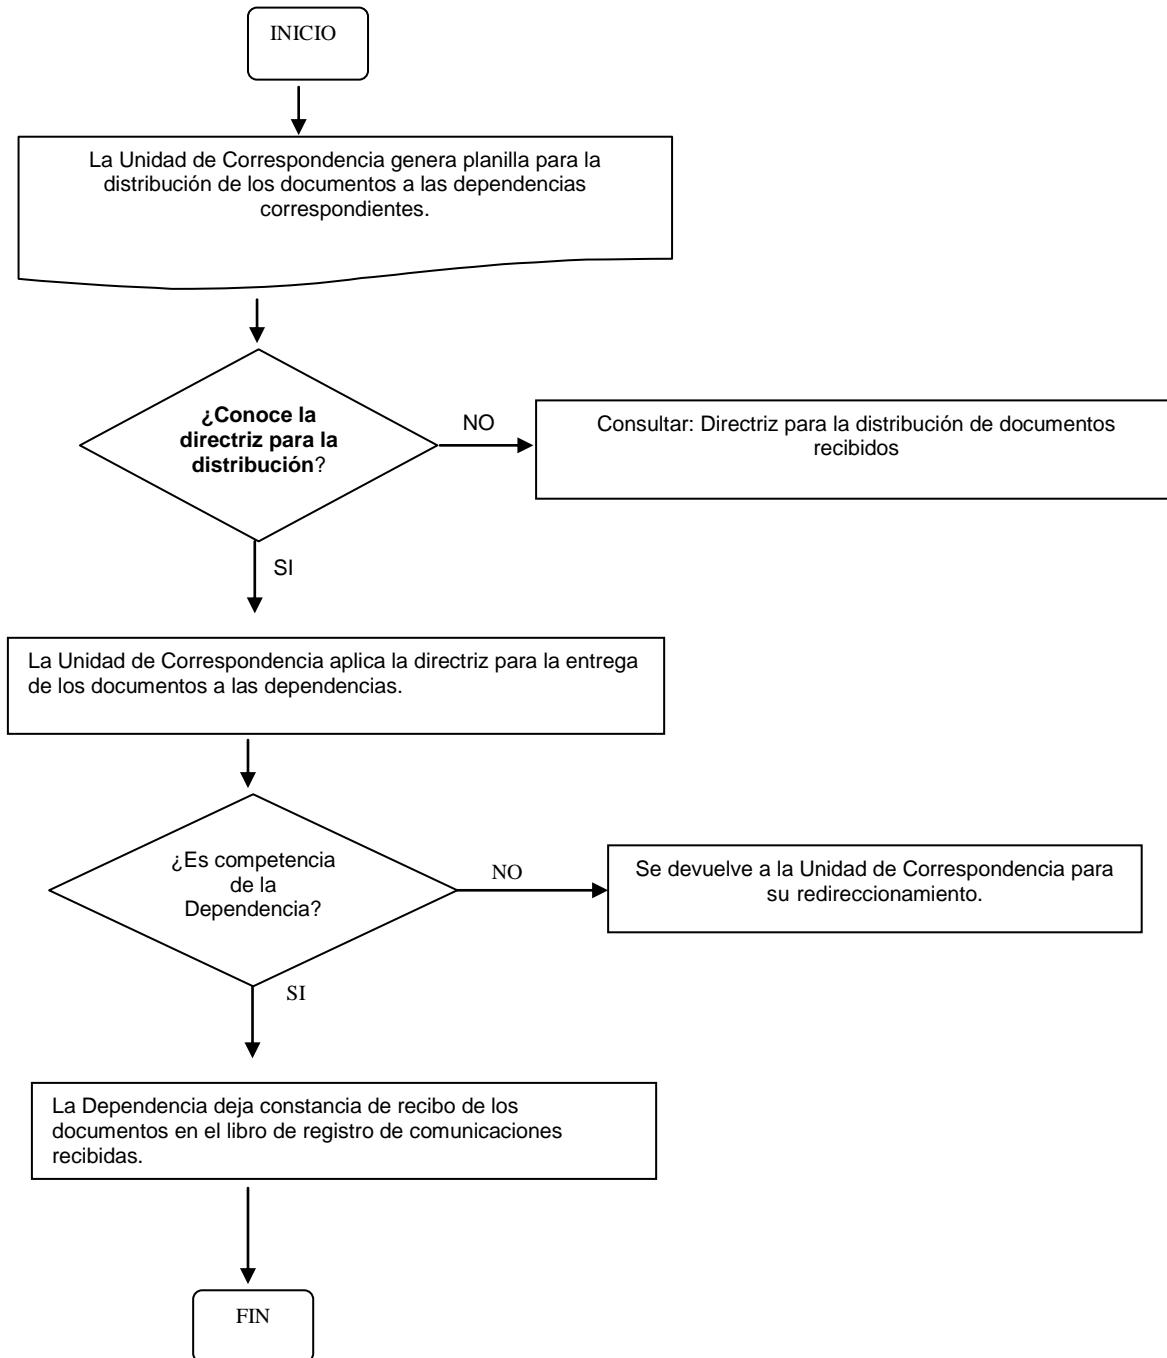 INICIO
La Unidad de Correspondencia genera planilla para la
distribución de los documentos a las dependencias
correspondientes.
¿Conoce la
directriz para la
distribución?
NO
Consultar: Directriz para la distribución de documentos
recibidos
SI
La Unidad de Correspondencia aplica la directriz para la entrega
de los documentos a las dependencias.
¿Es competencia
de la
Dependencia?
NO
Se devuelve a la Unidad de Correspondencia para
su redireccionamiento.
SI
La Dependencia deja constancia de recibo de los
documentos en el libro de registro de comunicaciones
recibidas.
FIN